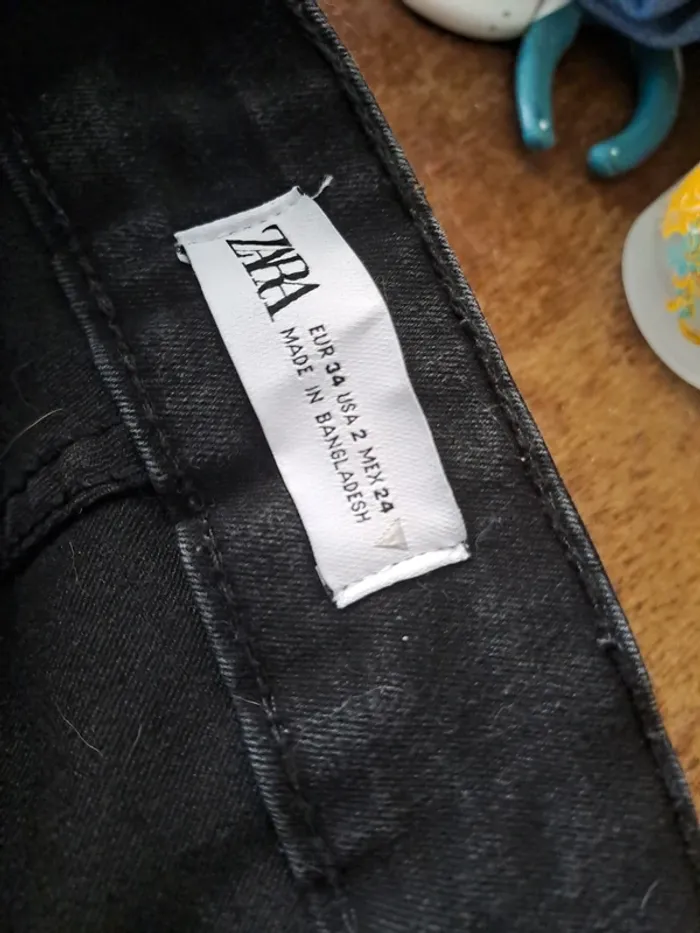 ZARA
EUR 34 USA 2 MEX 24
MADE IN BANGLADESH